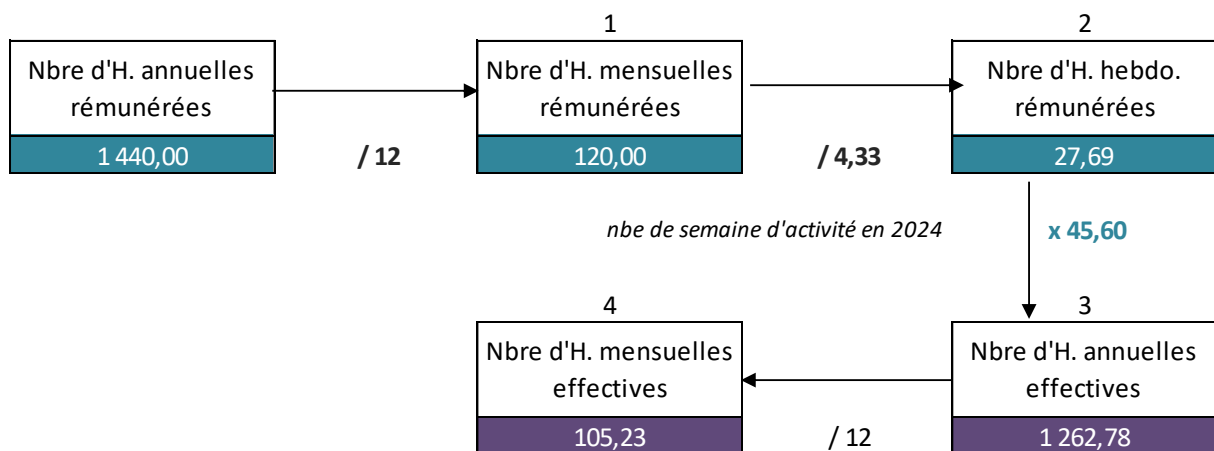 1
2
Nbre d'H. annuelles
rémunérées
1 440,00
/ 12
Nbre d'H. mensuelles
rémunérées
120,00
/ 4,33
Nbre d'H. hebdo.
rémunérées
27,69
nbe de semaine d'activité en 2024
x 45,60
4
3
Nbre d'H. mensuelles
effectives
105,23
/ 12
Nbre d'H. annuelles
effectives
1 262,78